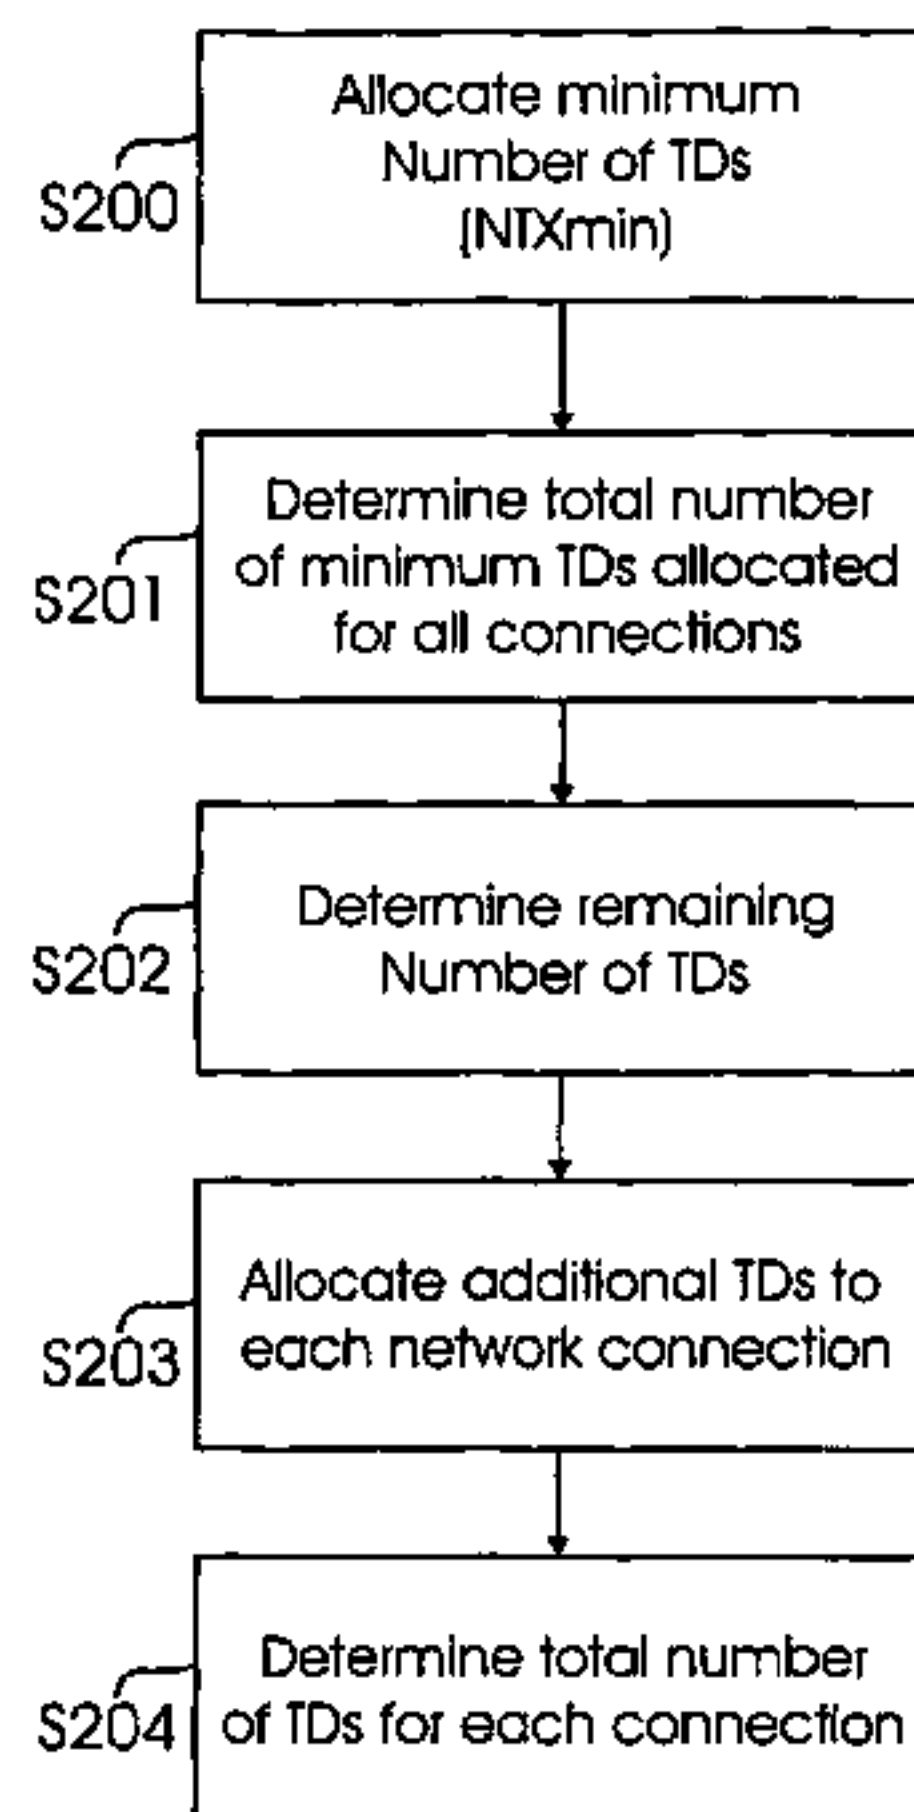 Allocate minimum
Number of TDs
(NTXmin)
S200
Determine total number
of minimum TDs allocated
for all connections
S201
Determine remaining
Number of TDs
S202
Allocate additional TDs to
each network connection
S203
Determine total number
of TDs for each connection
S204